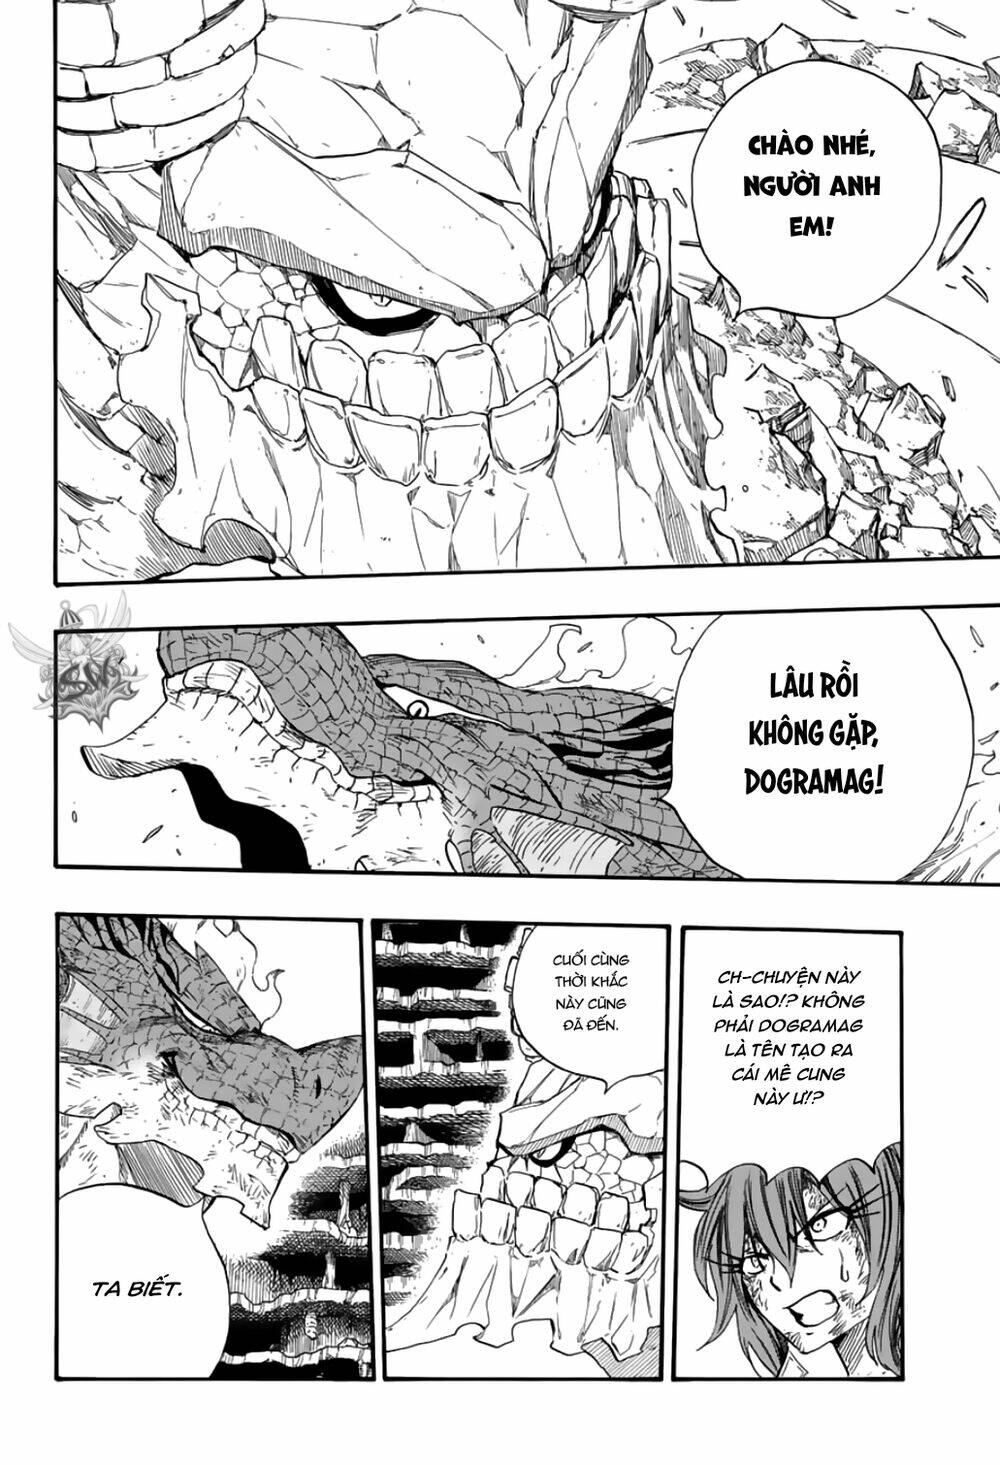 CHÀO NHÉ,
NGƯỜI ANH
EM!
LÂU RỒI
KHÔNG GẶP,
DOGRAMAG!
CH-CHUYỆN NÀY
LÀ SAO!? KHÔNG
PHẢI DOGRAMAG
LÀ TÊN TẠO RA
CÁI MÊ CUNG
NÀY Ư!?
CUỐI CÙNG
THỜI KHẮC
NÀY CŨNG
ĐÃ ĐẾN.
TA BIẾT.
SN